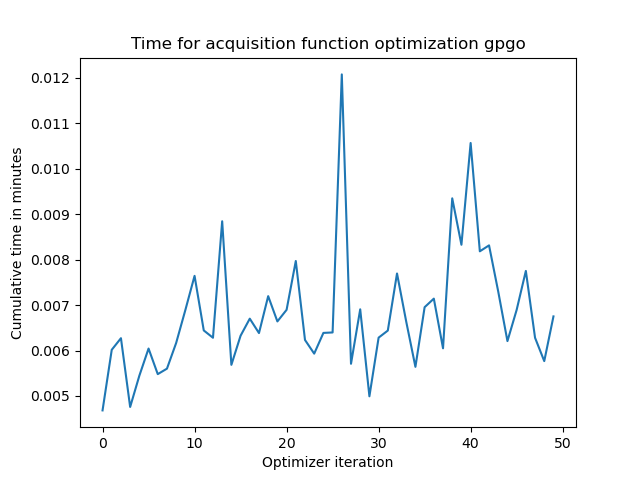 Time for acquisition function optimization gpgo
0.012
0.011
0.010
0.009
0.008
0.007
0.006
0.005
Cumulative time in minutes
0 10 20 30 40 50
Optimizer iteration